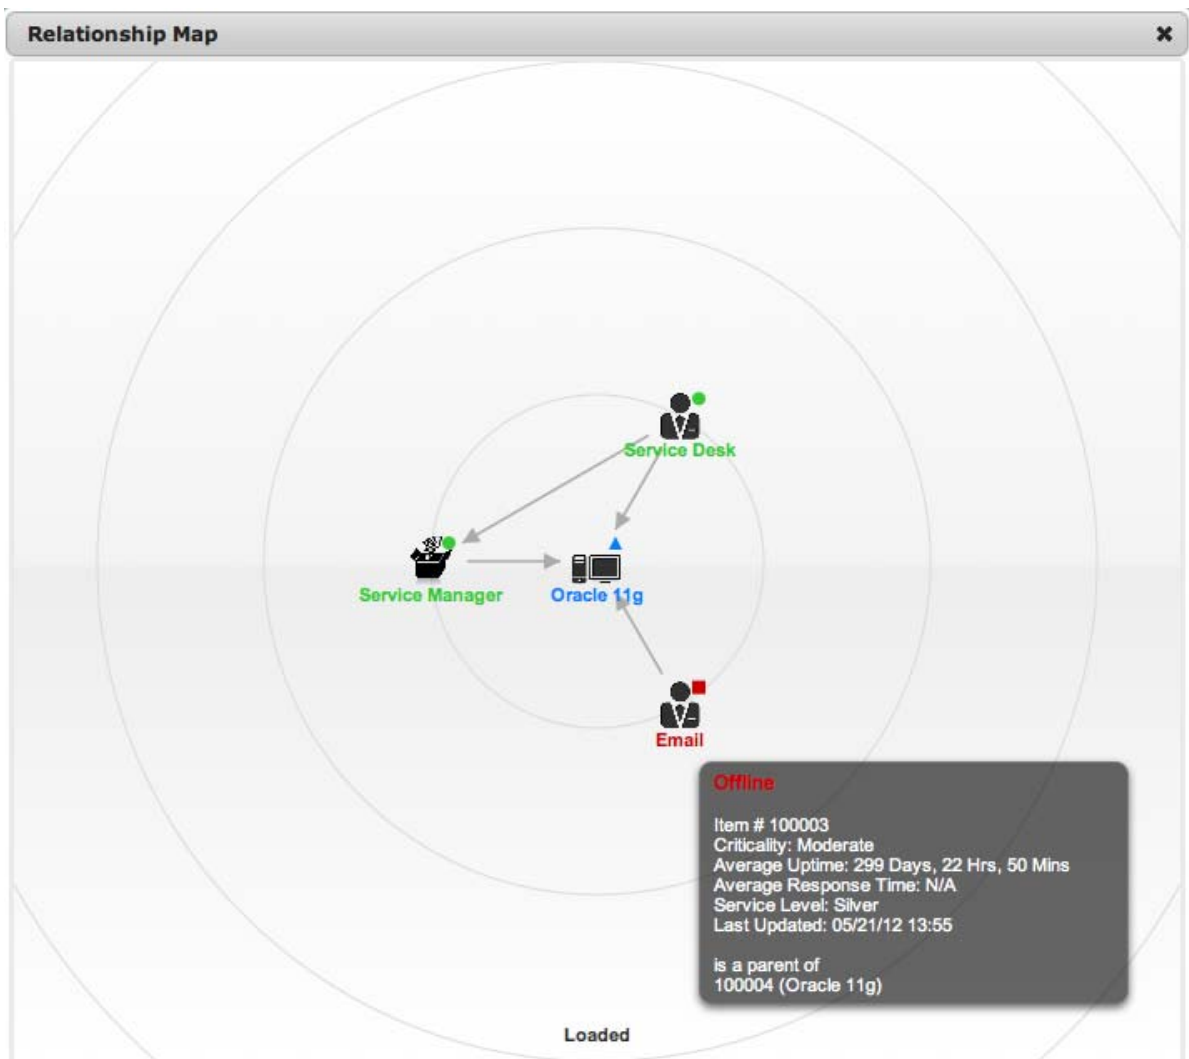 Relationship Map
Service Desk
Service Manager
Oracle 11g
Email
Offline
Item # 100003
Criticality: Moderate
Average Uptime: 299 Days, 22 Hrs, 50 Mins
Average Response Time: N/A
Service Level: Silver
Last Updated: 05/21/12 13:55
is a parent of
100004 (Oracle 11g)
Loaded